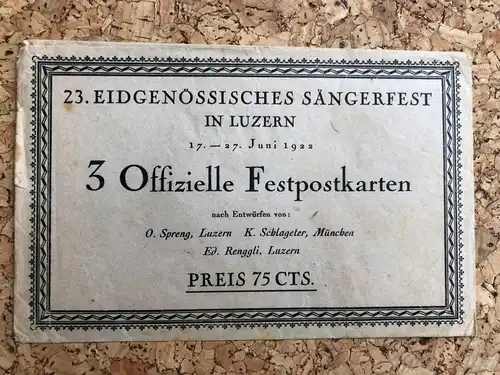 23. EIDGENÖSSISCHES SÄNGERFEST
IN LUZERN
17. — 27. Juni 1922
3 Offizielle Festpostkarten
nach Entwürfen von:
O. Spreng, Luzern K. Schlageter, München
Ed. Renggli, Luzern
PREIS 75 CTS.